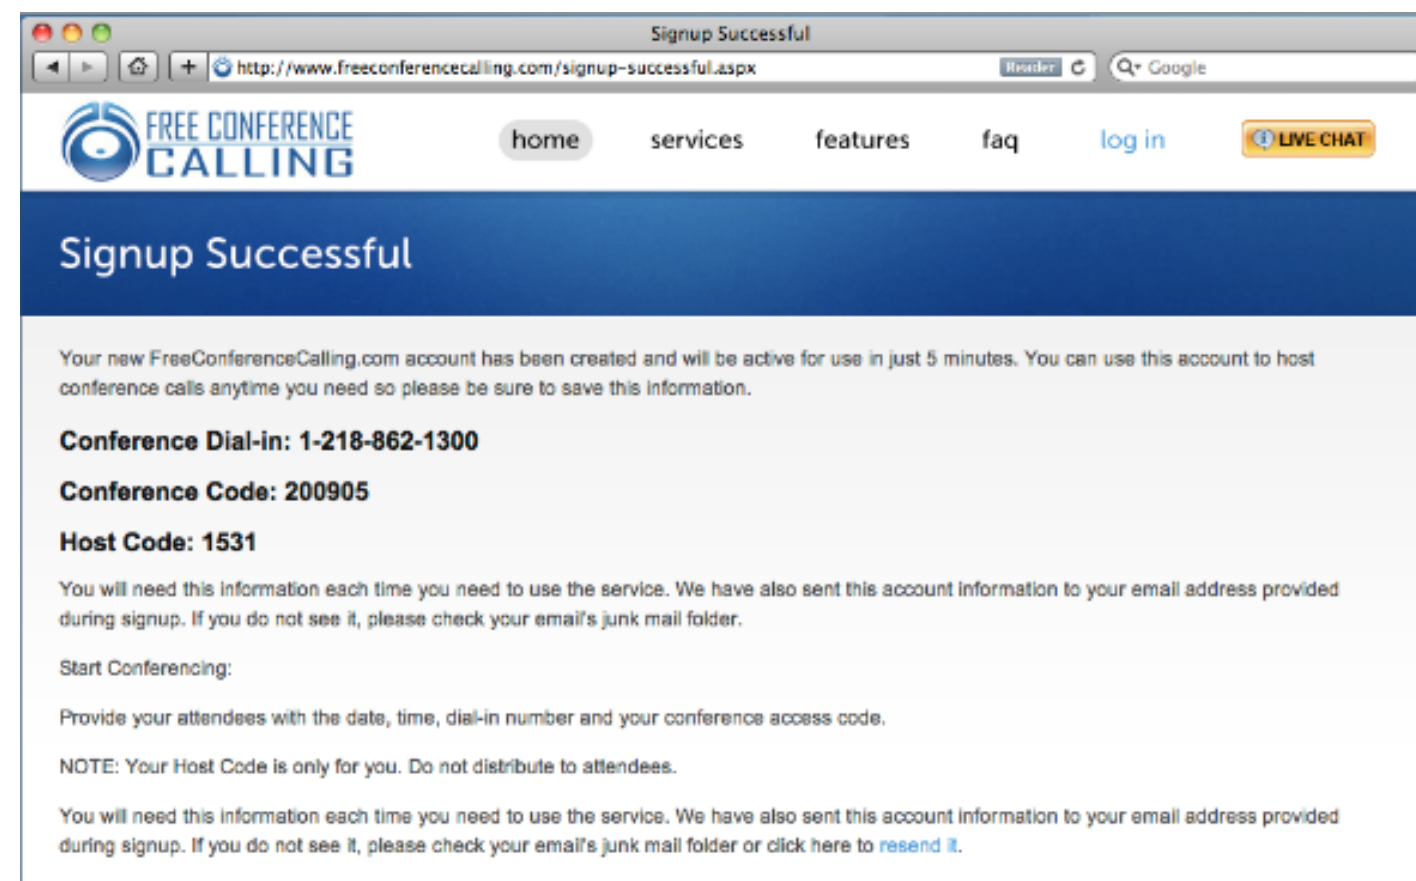 Signup Successful
http://www.freeconferencecalling.com/signup-successful.aspx
Reader
Google
FREE CONFERENCE
CALLING
home
services
features
faq
log in
LIVE CHAT
Signup Successful
Your new FreeConferenceCalling.com account has been created and will be active for use in just 5 minutes. You can use this account to host
conference calls anytime you need so please be sure to save this information.
Conference Dial-in: 1-218-862-1300
Conference Code: 200905
Host Code: 1531
You will need this information each time you need to use the service. We have also sent this account information to your email address provided
during signup. If you do not see it, please check your email's junk mail folder.
Start Conferencing:
Provide your attendees with the date, time, dial-in number and your conference access code.
NOTE: Your Host Code is only for you. Do not distribute to attendees.
You will need this information each time you need to use the service. We have also sent this account information to your email address provided
during signup. If you do not see it, please check your email's junk mail folder or click here to resend it.